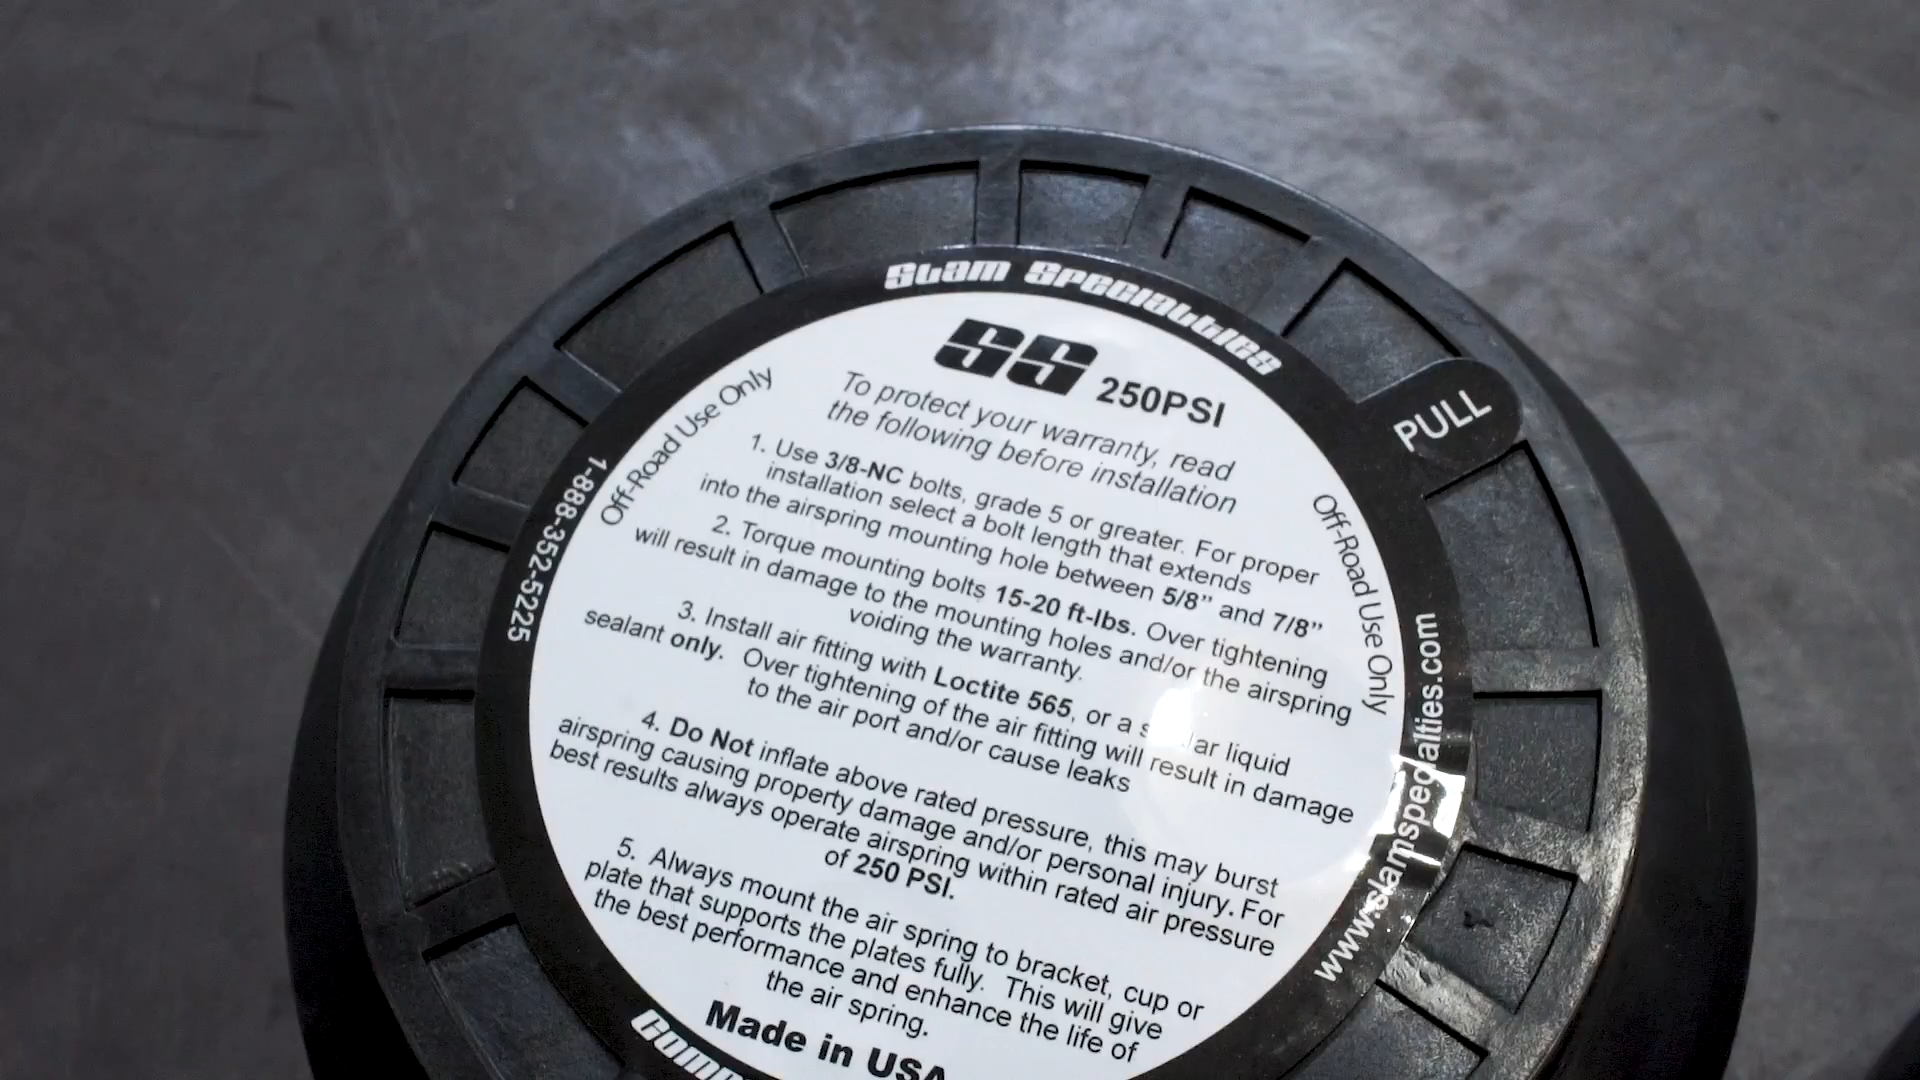 Slam Specialties
SS 250PSI
To protect your warranty, read
the following before installation
1. Use 3/8-NC bolts, grade 5 or greater. For proper
installation select a bolt length that extends
into the airspring mounting hole between 5/8” and 7/8”
2. Torque mounting bolts 15-20 ft-lbs. Over tightening
will result in damage to the mounting holes and/or the airspring
voiding the warranty.
3. Install air fitting with Loctite 565, or a liquid
sealant only. Over tightening of the air fitting will result in damage
to the air port and/or cause leaks
4. Do Not inflate above rated pressure, this may burst
airspring causing property damage and/or personal injury. For
best results always operate airspring within rated air pressure
of 250 PSI.
5. Always mount the air spring to bracket, cup or
plate that supports the plates fully. This will give
the best performance and enhance the life of
the air spring.
Made in USA
Off-Road Use Only
Off-Road Use Only
1-888-352-5225
www.slamspecialties.com
PULL